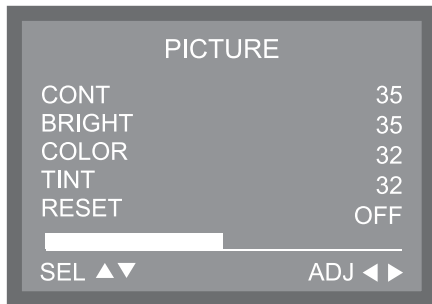 PICTURE
CONT 35
BRIGHT 35
COLOR 32
TINT 32
RESET OFF
SEL ▲▼ ADJ ◀ ▶